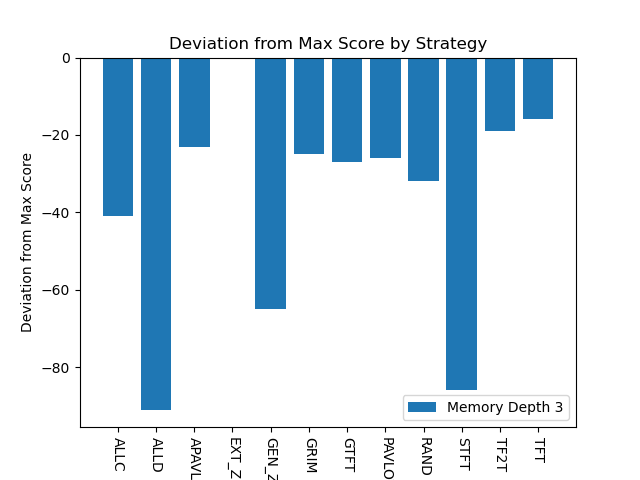 Deviation from Max Score by Strategy
Deviation from Max Score
0
−20
−40
−60
−80
Memory Depth 3
ALLC
ALLD
APAVL
EXT_Z
GEN_Z
GRIM
GTFT
PAVLO
RAND
STFT
TF2T
TFT